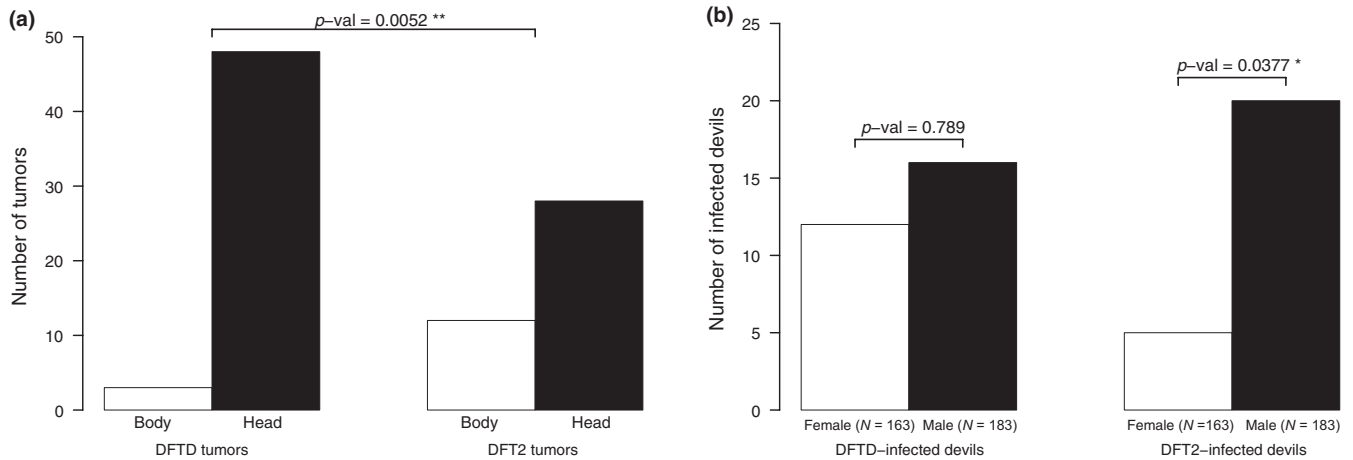 (a)
p–val = 0.0052 **
Number of tumors
50
40
30
20
10
0
Body
Head
Body
Head
DFTD tumors
DFT2 tumors
(b)
p–val = 0.789
p–val = 0.0377 *
Number of infected devils
25
20
15
10
5
0
Female (N = 163)
Male (N = 183)
Female (N =163)
Male (N = 183)
DFTD–infected devils
DFT2–infected devils